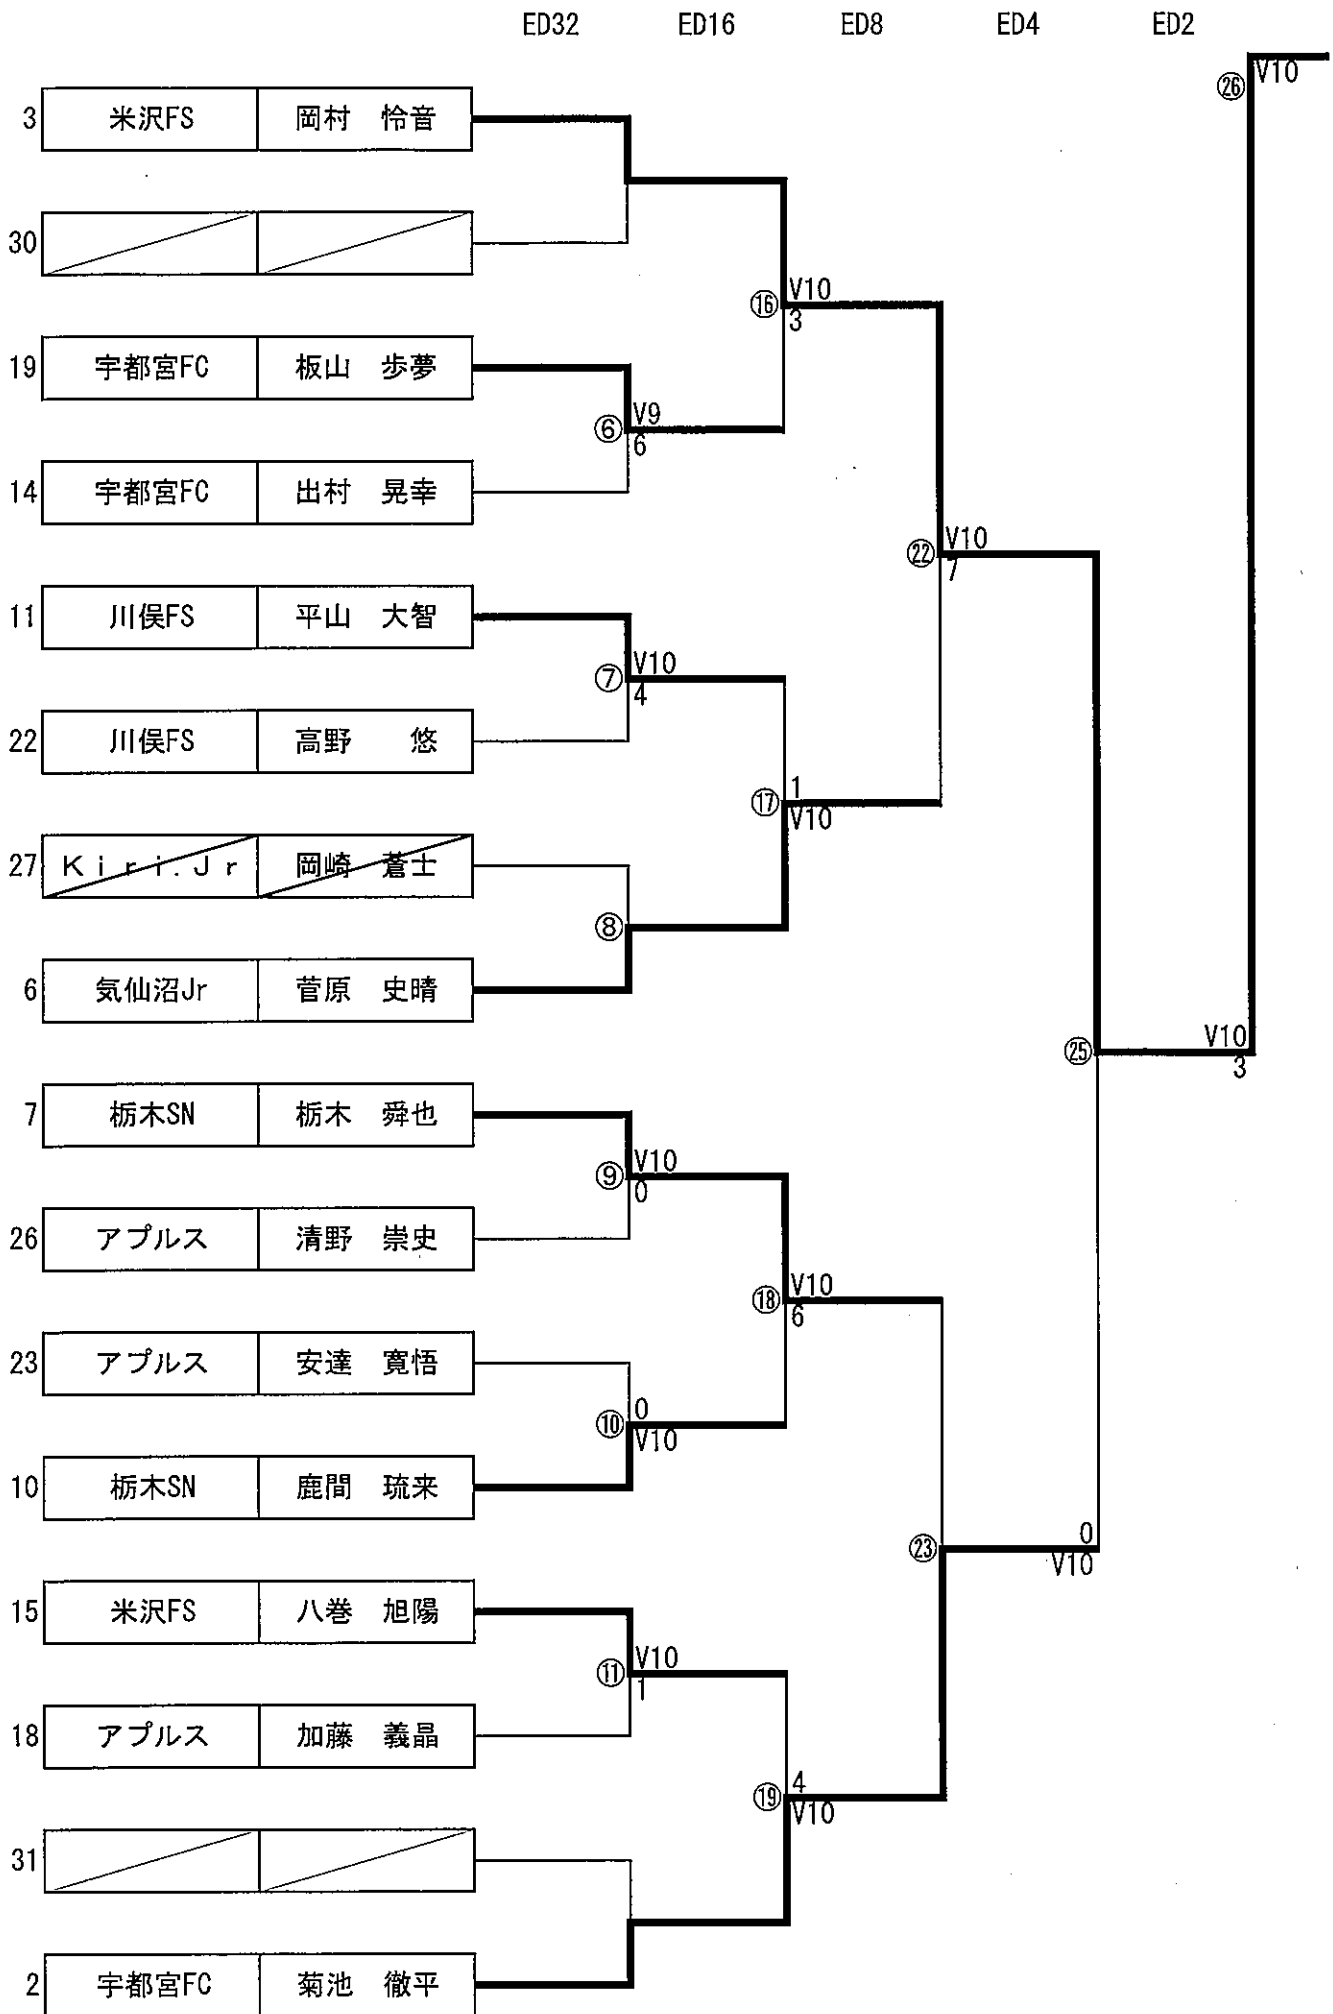 ED32 ED16 ED8 ED4 ED2
㉖ V10
3 米沢FS 岡村 怜音
30
⑯ V10
3
19 宇都宮FC 板山 歩夢
⑥ V9
6
14 宇都宮FC 出村 晃幸
㉒ V10
7
11 川俣FS 平山 大智
⑦ V10
4
22 川俣FS 高野 悠
⑰ 1
V10
27 Kiri.Jr 岡崎 蒼士
⑧
6 気仙沼Jr 菅原 史晴
㉕ V10
3
7 栃木SN 栃木 舜也
⑨ V10
0
26 アプルス 清野 崇史
⑱ V10
6
23 アプルス 安達 寛悟
⑩ 0
V10
10 栃木SN 鹿間 琉来
㉓ 0
V10
15 米沢FS 八巻 旭陽
⑪ V10
1
18 アプルス 加藤 義晶
⑲ 4
V10
31
2 宇都宮FC 菊池 徹平